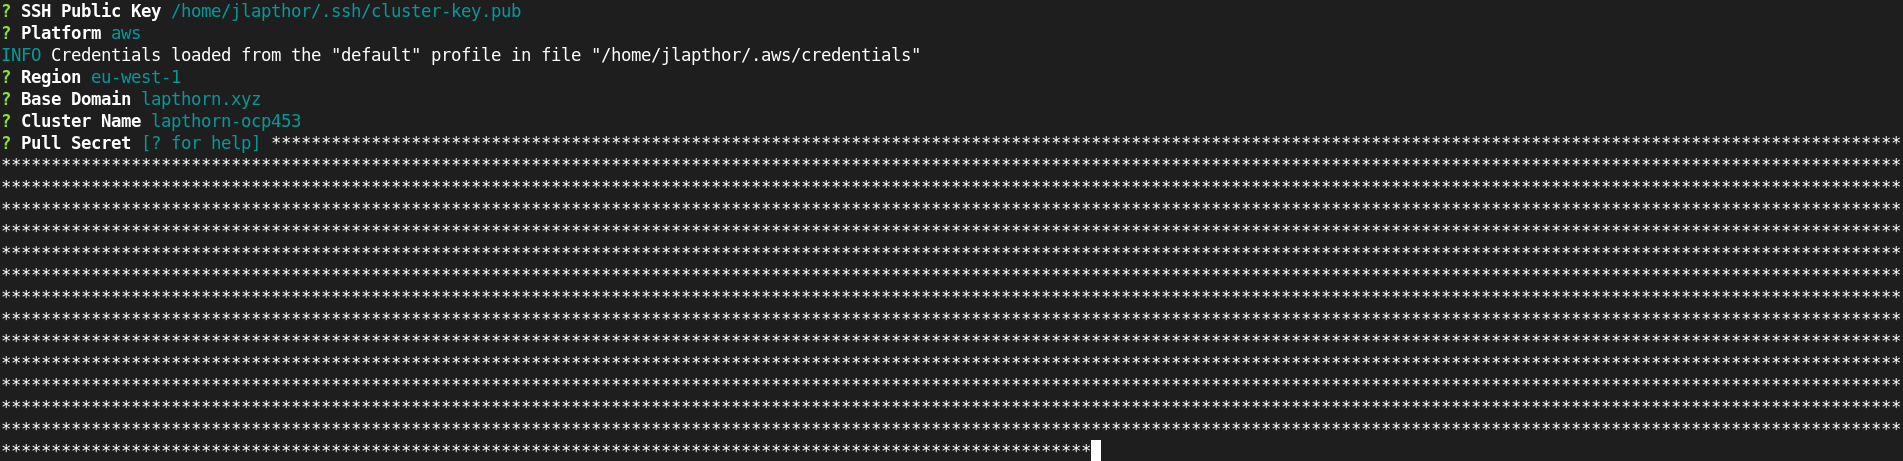 ? SSH Public Key /home/jlapthor/.ssh/cluster-key.pub
? Platform aws
INFO Credentials loaded from the "default" profile in file "/home/jlapthor/.aws/credentials"
? Region eu-west-1
? Base Domain lapthorn.xyz
? Cluster Name lapthorn-ocp453
? Pull Secret [? for help] *******************************************************************************************************************************************************************
**********************************************************************************************************************************************************************************************
**********************************************************************************************************************************************************************************************
**********************************************************************************************************************************************************************************************
**********************************************************************************************************************************************************************************************
**********************************************************************************************************************************************************************************************
**********************************************************************************************************************************************************************************************
**********************************************************************************************************************************************************************************************
**********************************************************************************************************************************************************************************************
**********************************************************************************************************************************************************************************************
**********************************************************************************************************************************************************************************************
**********************************************************************************************************************************************************************************************
**********************************************************************************************************************************************************************************************
**********************************************************************************************************************************************************************************************
*************************************************************************************************************